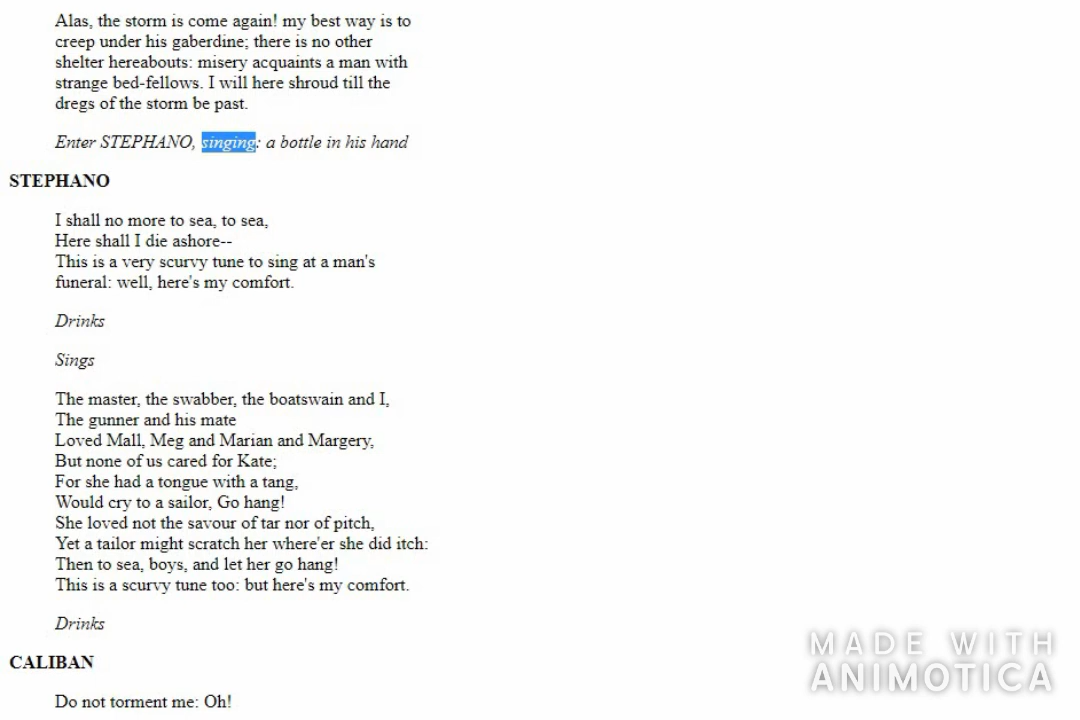 Alas, the storm is come again! my best way is to
creep under his gaberdine; there is no other
shelter hereabouts: misery acquaints a man with
strange bed-fellows. I will here shroud till the
dregs of the storm be past.
Enter STEPHANO, singing: a bottle in his hand
STEPHANO
I shall no more to sea, to sea,
Here shall I die ashore--
This is a very scurvy tune to sing at a man's
funeral: well, here's my comfort.
Drinks
Sings
The master, the swabber, the boatswain and I,
The gunner and his mate
Loved Mall, Meg and Marian and Margery,
But none of us cared for Kate;
For she had a tongue with a tang,
Would cry to a sailor, Go hang!
She loved not the savour of tar nor of pitch,
Yet a tailor might scratch her where'er she did itch:
Then to sea, boys, and let her go hang!
This is a scurvy tune too: but here's my comfort.
Drinks
CALIBAN
Do not torment me: Oh!
MADE WITH
ANIMOTICA